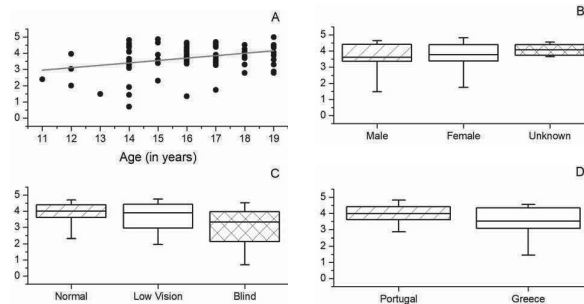 A
5
4
3
2
1
0
11 12 13 14 15 16 17 18 19
Age (in years)
B
5
4
3
2
1
0
Male Female Unknown
C
5
4
3
2
1
0
Normal Low Vision Blind
D
5
4
3
2
1
0
Portugal Greece